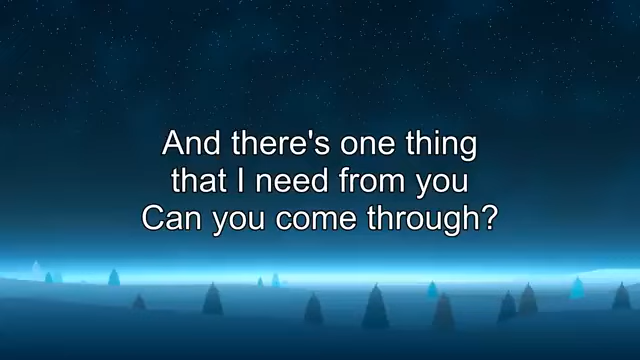 And there's one thing
that I need from you
Can you come through?